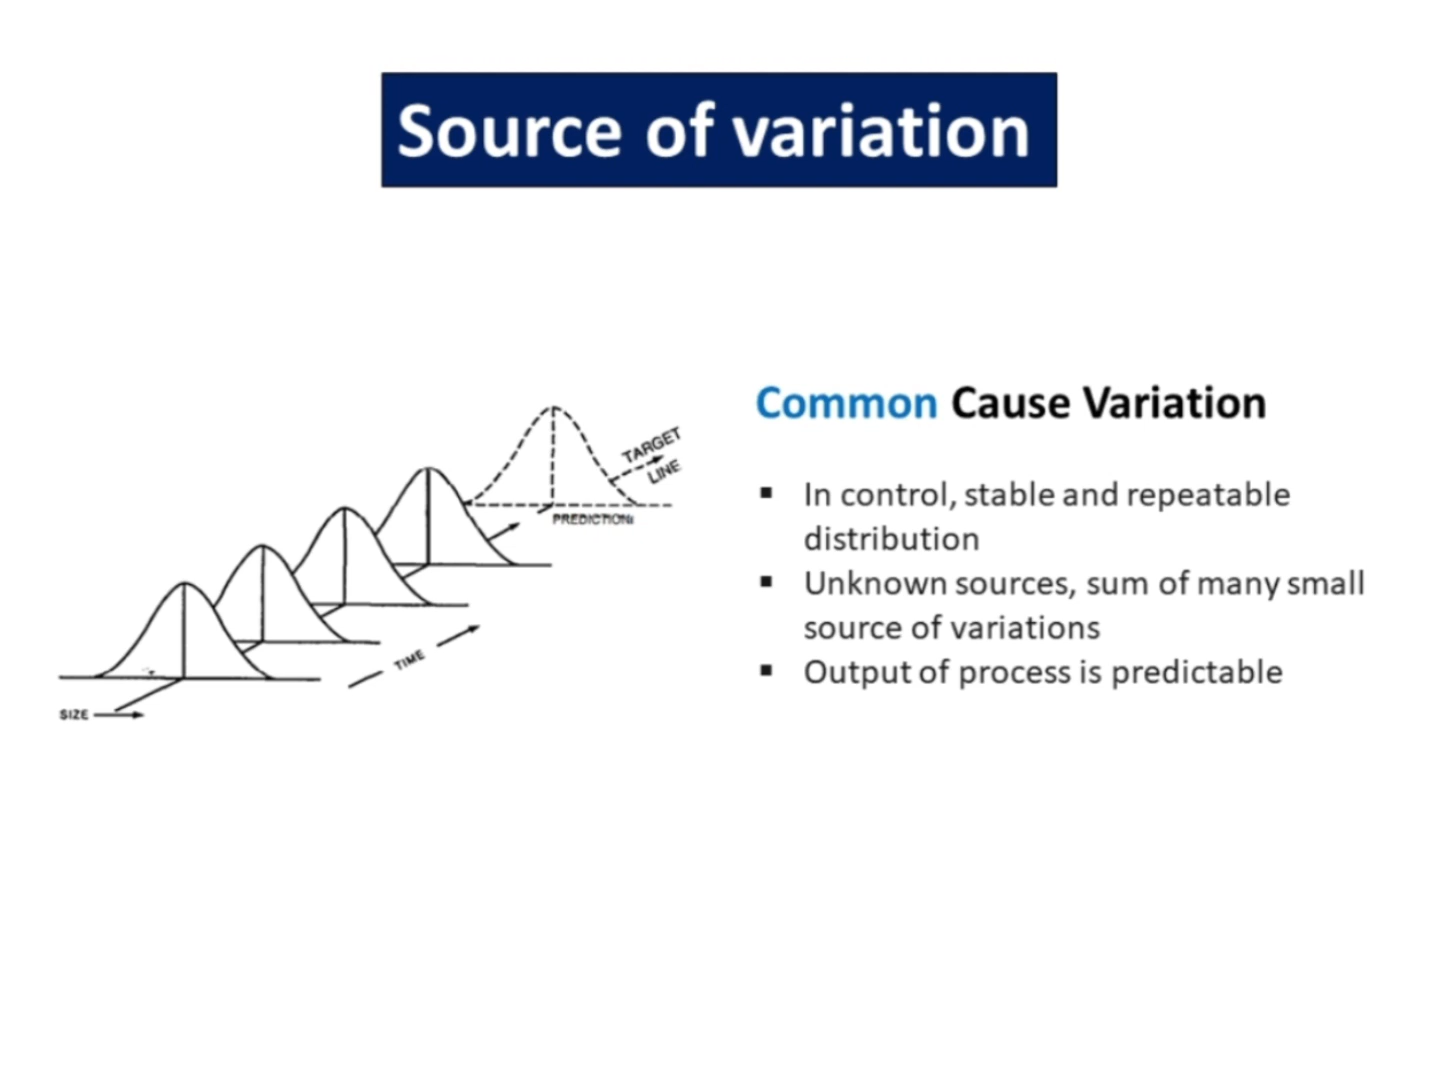 Source of variation
Common Cause Variation
▪ In control, stable and repeatable
distribution
▪ Unknown sources, sum of many small
source of variations
▪ Output of process is predictable
TARGET
LINE
PREDICTION
TIME
SIZE